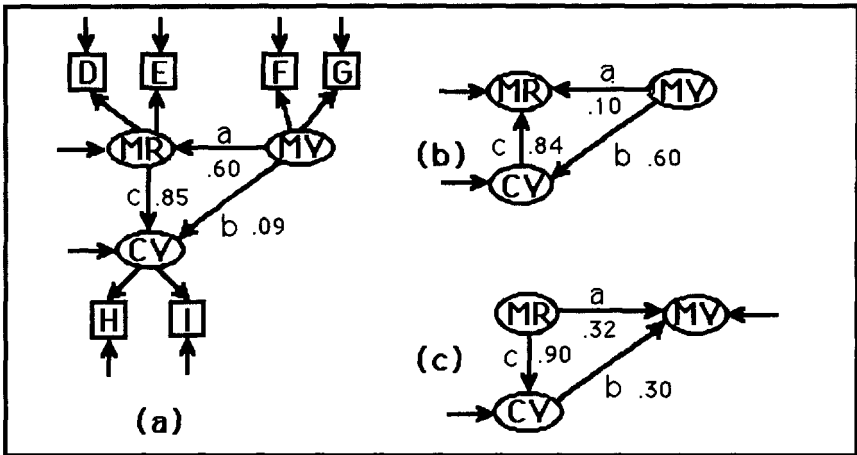 D E F G
MR a MV
.60
c .85
b .09
CV
H I
(a)
MR a MV
.10
(b)
c .84
b .60
CV
MR a MV
.32
(c)
c .90
b .30
CV